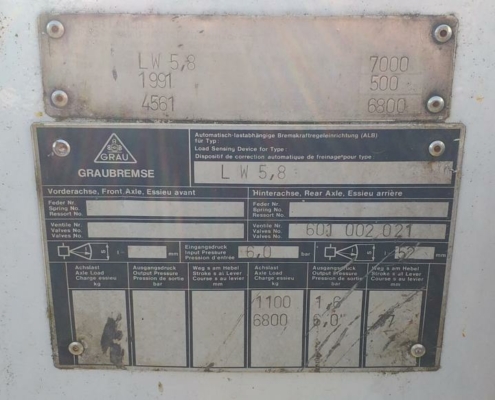 LW 5,8 7000
1991 500
4561 6800
GRAU
GRAUBREMSE
Automatisch-lastabhängige Bremskraftregeleinrichtung (ALB)
für Typ
Load Sensing Device for Type
Dispositif de correction automatique de freinage pour type
LW 5,8
Vorderachse, Front Axle, Essieu avant
Hinterachse, Rear Axle, Essieu arrière
Feder Nr. Feder Nr.
Spring No. Spring No.
Ressort No. Ressort No.
Ventile Nr. Ventile Nr. 601 002 021
Valves No. Valves No.
Valves No. Valves No.
l= mm
Eingangsdruck
Input Pressure 6,0 bar
Pression d'entrée
mm
Achslast Ausgangsdruck Weg s am Hebel Achslast Ausgangsdruck Weg s am Hebel
Axle Load Output Pressure Stroke s pi Lever Axle Load Output Pressure Stroke s pi Lever
Charge essieu Pression de sortie Course s au levier Charge essieu Pression de sortie Course s au levier
kg bar mm kg bar mm
1100 1,6
6800 6,0